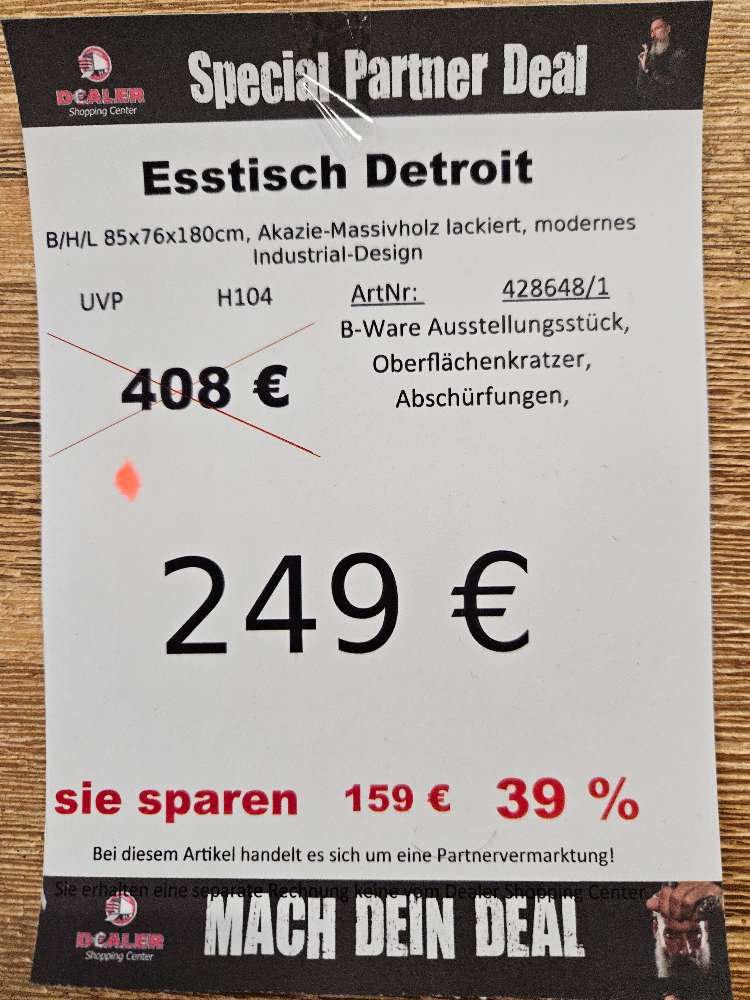 DEALER
Shopping Center
Special Partner Deal
Esstisch Detroit
B/H/L 85x76x180cm, Akazie-Massivholz lackiert, modernes
Industrial-Design
UVP H104 ArtNr: 428648/1
B-Ware Ausstellungsstück,
Oberflächenkratzer,
408 €
Abschürfungen,
249 €
sie sparen 159 € 39 %
Bei diesem Artikel handelt es sich um eine Partnervermarktung!
Sie erhalten eine separate Rechnung keine vom Dealer Shopping Center
D€ALER
Shopping Center
MACH DEIN DEAL